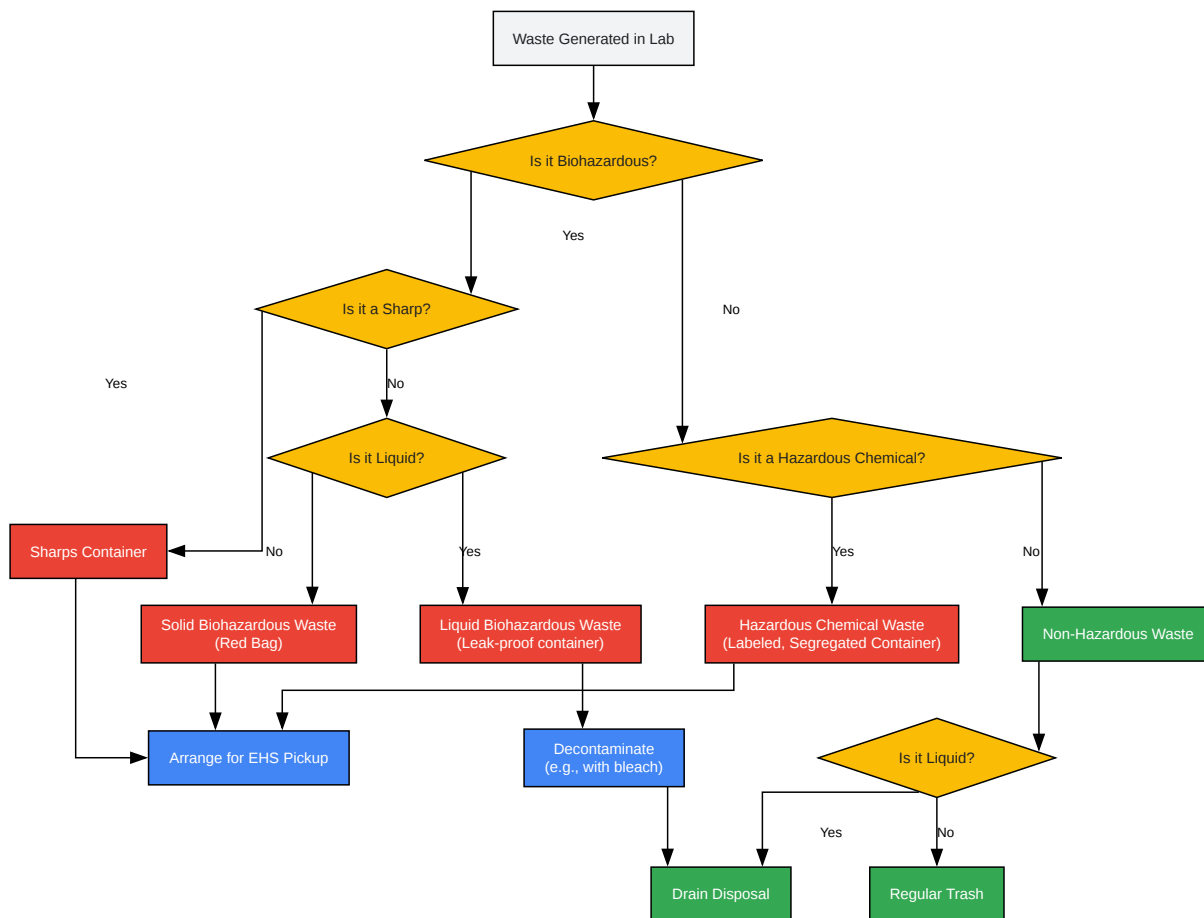 Waste Generated in Lab
Is it Biohazardous?
Yes
Is it a Sharp?
No
Yes
No
Is it Liquid?
Is it a Hazardous Chemical?
Sharps Container
No
Yes
Yes
No
Solid Biohazardous Waste
(Red Bag)
Liquid Biohazardous Waste
(Leak-proof container)
Hazardous Chemical Waste
(Labeled, Segregated Container)
Non-Hazardous Waste
Arrange for EHS Pickup
Decontaminate
(e.g., with bleach)
Is it Liquid?
Yes
No
Drain Disposal
Regular Trash